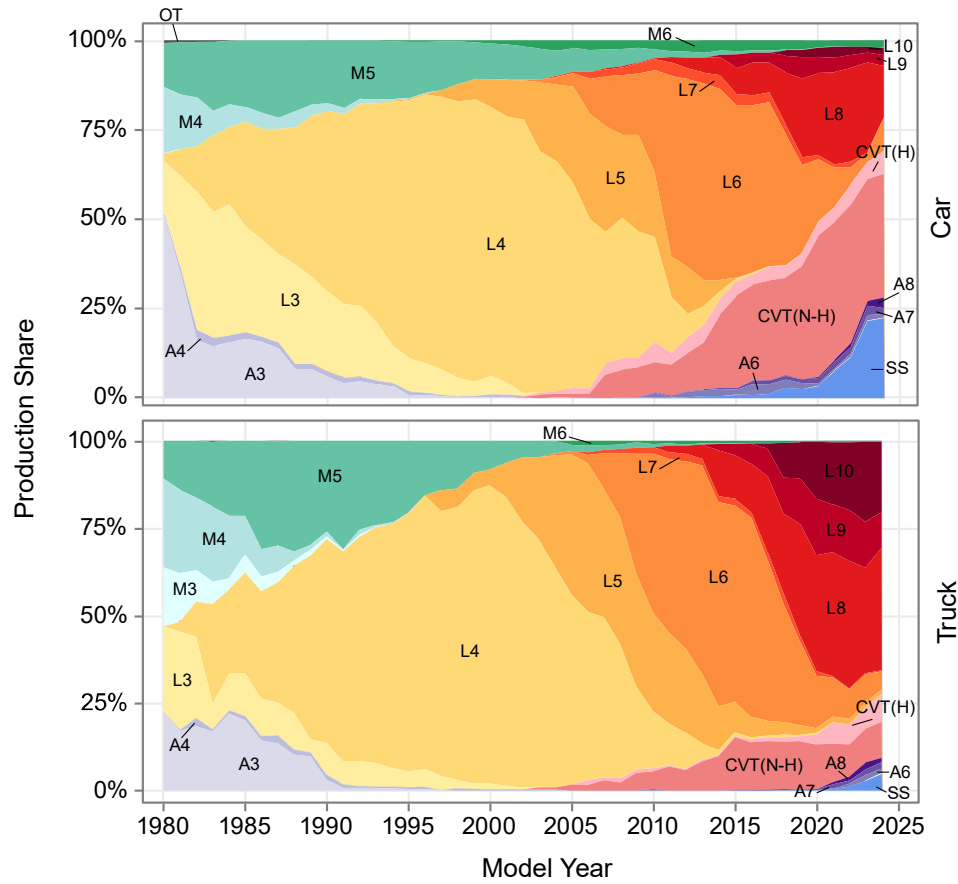 OT
100%
M6
L10
L9
M5
L7
M4
L8
75%
CVT(H)
L6
L5
50%
L4
Car
L3
25%
A8
CVT(N-H)
A7
A4
A3
A6
SS
0%
Production Share
100%
M6
L7
L10
M5
75%
M4
L9
M3
L6
L5
L8
50%
L4
Truck
L3
25%
CVT(H)
A4
A3
CVT(N-H)
A8
A6
A7
SS
0%
1980 1985 1990 1995 2000 2005 2010 2015 2020 2025
Model Year